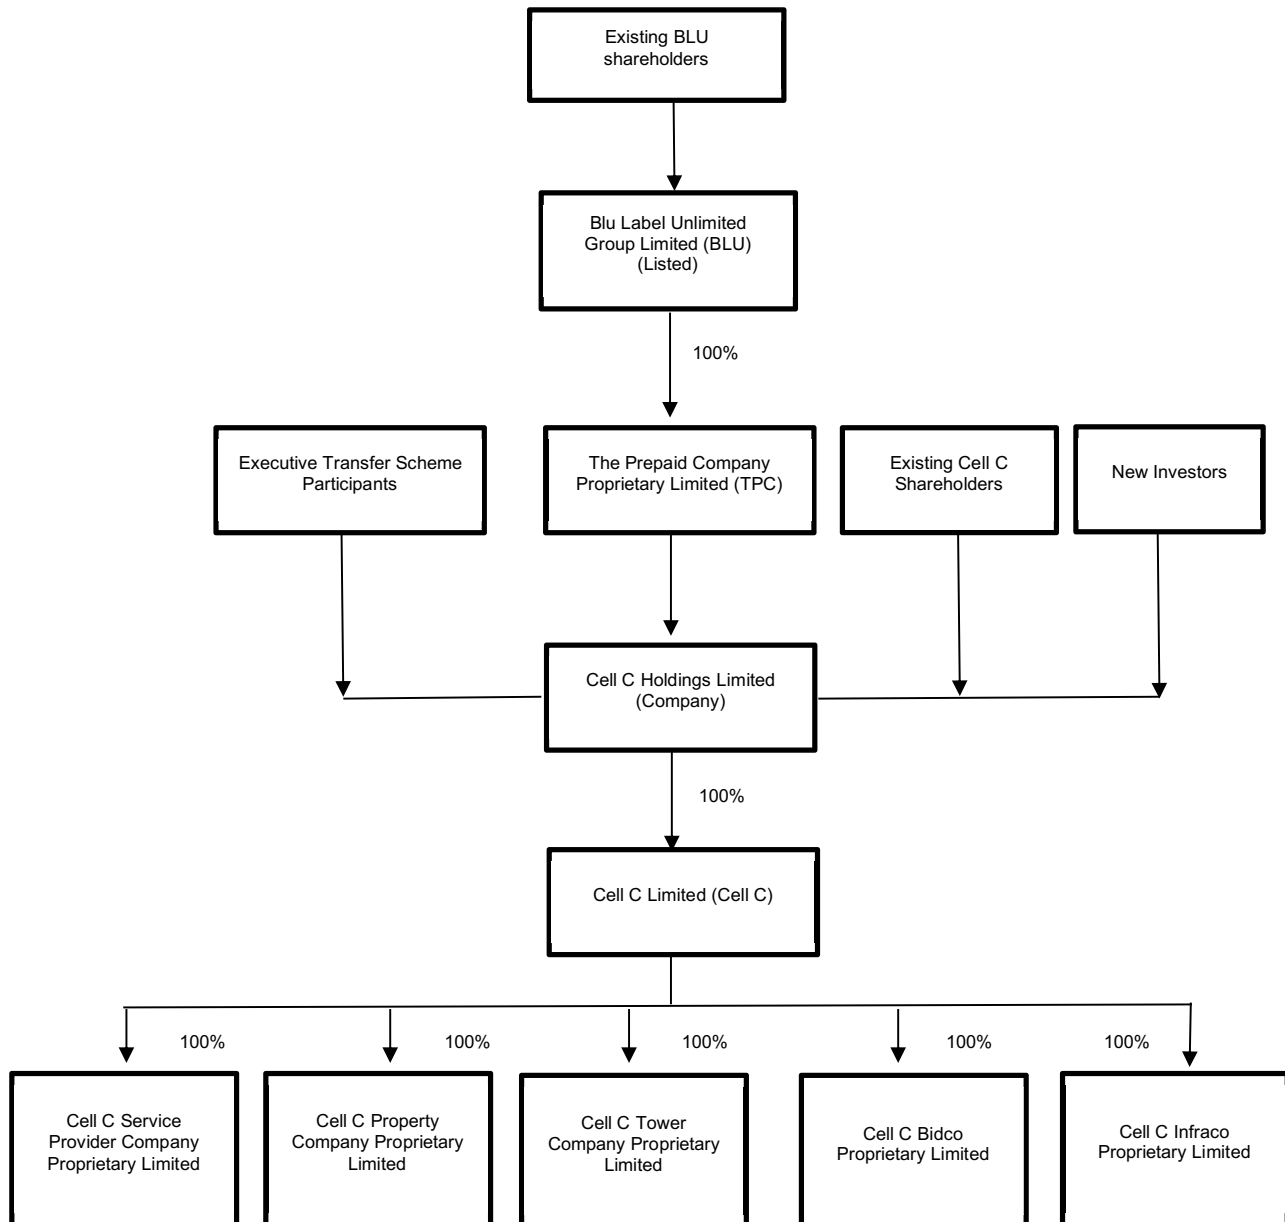 Existing BLU
shareholders
Blu Label Unlimited
Group Limited (BLU)
(Listed)
100%
Executive Transfer Scheme
Participants
The Prepaid Company
Proprietary Limited (TPC)
Existing Cell C
Shareholders
New Investors
Cell C Holdings Limited
(Company)
100%
Cell C Limited (Cell C)
100%
100%
100%
100%
100%
Cell C Service
Provider Company
Proprietary Limited
Cell C Property
Company Proprietary
Limited
Cell C Tower
Company Proprietary
Limited
Cell C Bidco
Proprietary Limited
Cell C Infraco
Proprietary Limited